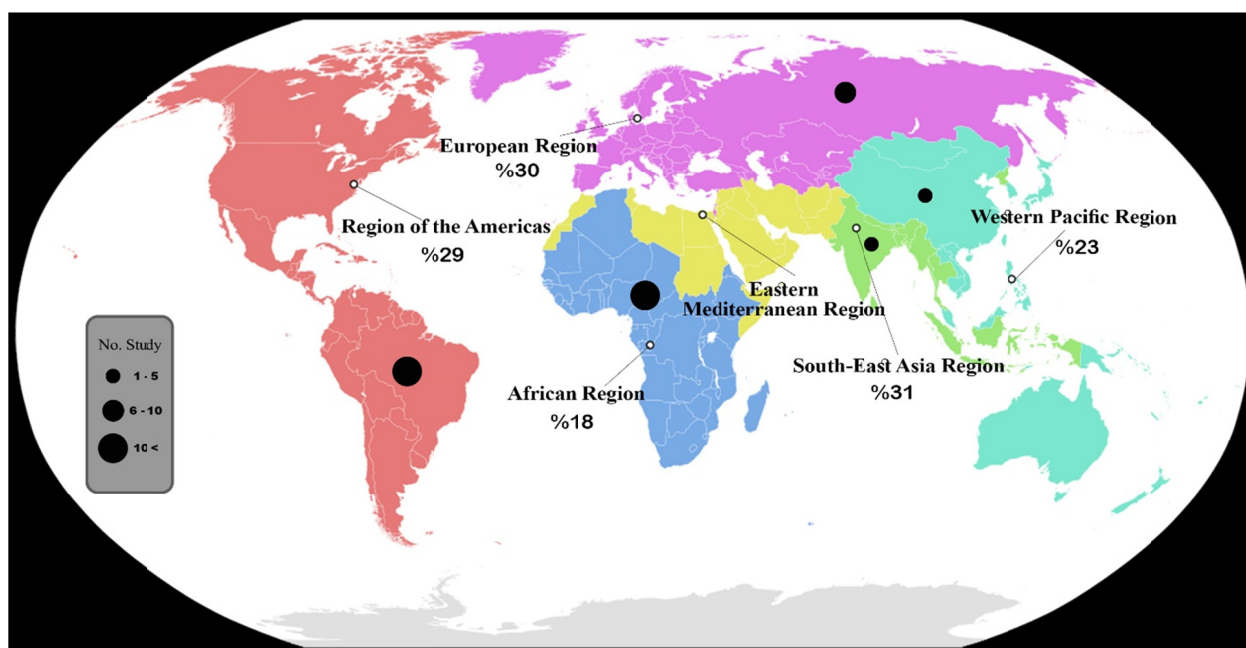 European Region
%30
Region of the Americas
%29
Western Pacific Region
%23
Eastern
Mediterranean Region
South-East Asia Region
%31
African Region
%18
No. Study
1 - 5
6 - 10
10 <